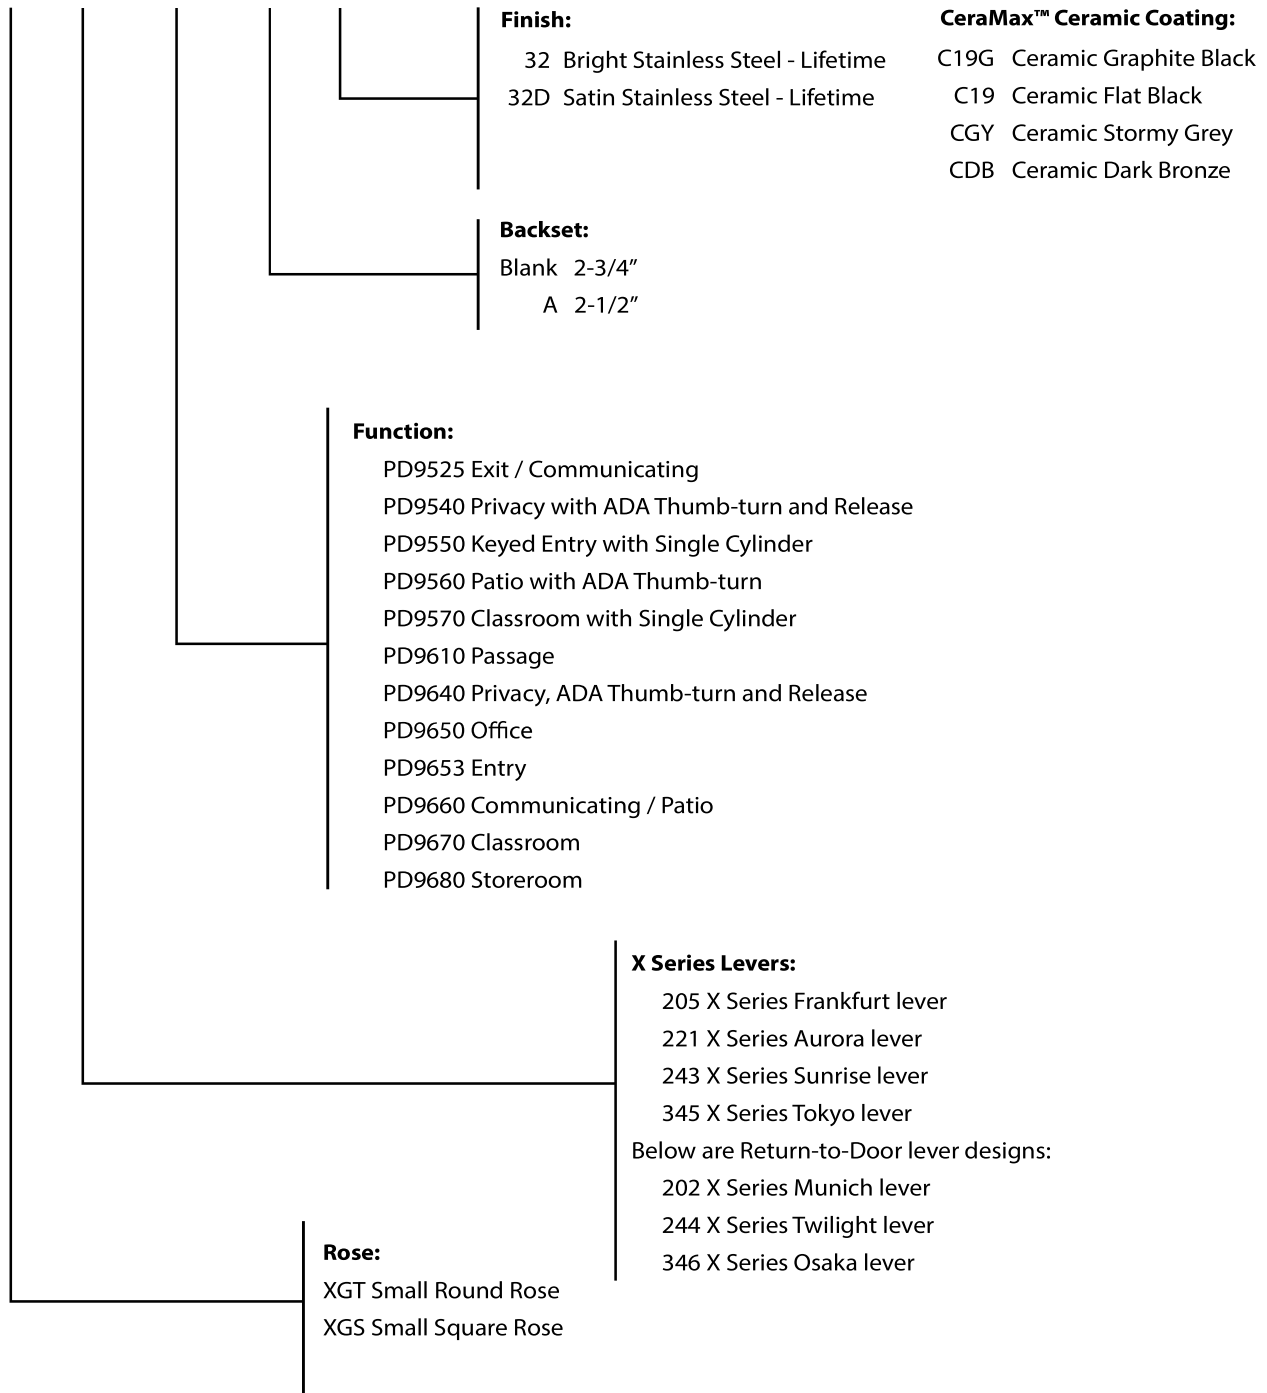 Finish:
32 Bright Stainless Steel - Lifetime
32D Satin Stainless Steel - Lifetime
CeraMax™ Ceramic Coating:
C19G Ceramic Graphite Black
C19 Ceramic Flat Black
CGY Ceramic Stormy Grey
CDB Ceramic Dark Bronze
Backset:
Blank 2-3/4”
A 2-1/2”
Function:
PD9525 Exit / Communicating
PD9540 Privacy with ADA Thumb-turn and Release
PD9550 Keyed Entry with Single Cylinder
PD9560 Patio with ADA Thumb-turn
PD9570 Classroom with Single Cylinder
PD9610 Passage
PD9640 Privacy, ADA Thumb-turn and Release
PD9650 Office
PD9653 Entry
PD9660 Communicating / Patio
PD9670 Classroom
PD9680 Storeroom
X Series Levers:
205 X Series Frankfurt lever
221 X Series Aurora lever
243 X Series Sunrise lever
345 X Series Tokyo lever
Below are Return-to-Door lever designs:
202 X Series Munich lever
244 X Series Twilight lever
346 X Series Osaka lever
Rose:
XGT Small Round Rose
XGS Small Square Rose